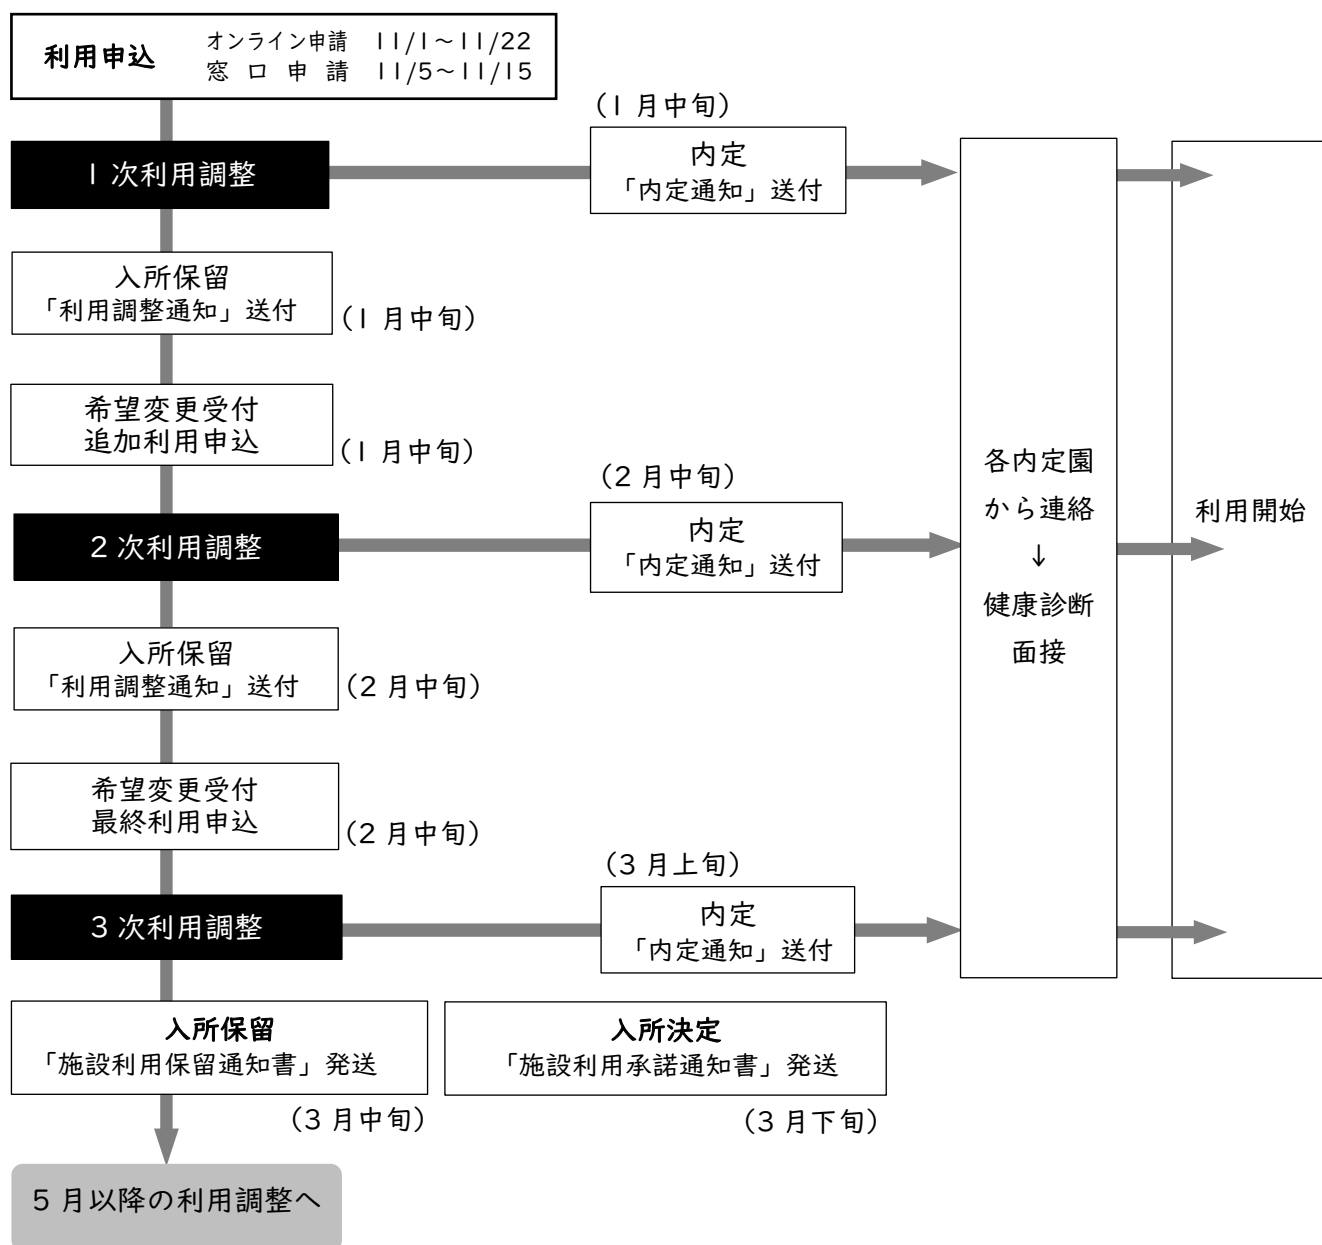 利用申込
オンライン申請 11/1～11/22
窓口申請 11/5～11/15
1次利用調整
(1月中旬)
内定
「内定通知」送付
入所保留
「利用調整通知」送付
(1月中旬)
希望変更受付
追加利用申込
(1月中旬)
2次利用調整
(2月中旬)
内定
「内定通知」送付
入所保留
「利用調整通知」送付
(2月中旬)
希望変更受付
最終利用申込
(2月中旬)
3次利用調整
(3月上旬)
内定
「内定通知」送付
各内定園
から連絡
↓
健康診断
面接
利用開始
入所保留
「施設利用保留通知書」発送
(3月中旬)
入所決定
「施設利用承諾通知書」発送
(3月下旬)
5月以降の利用調整へ